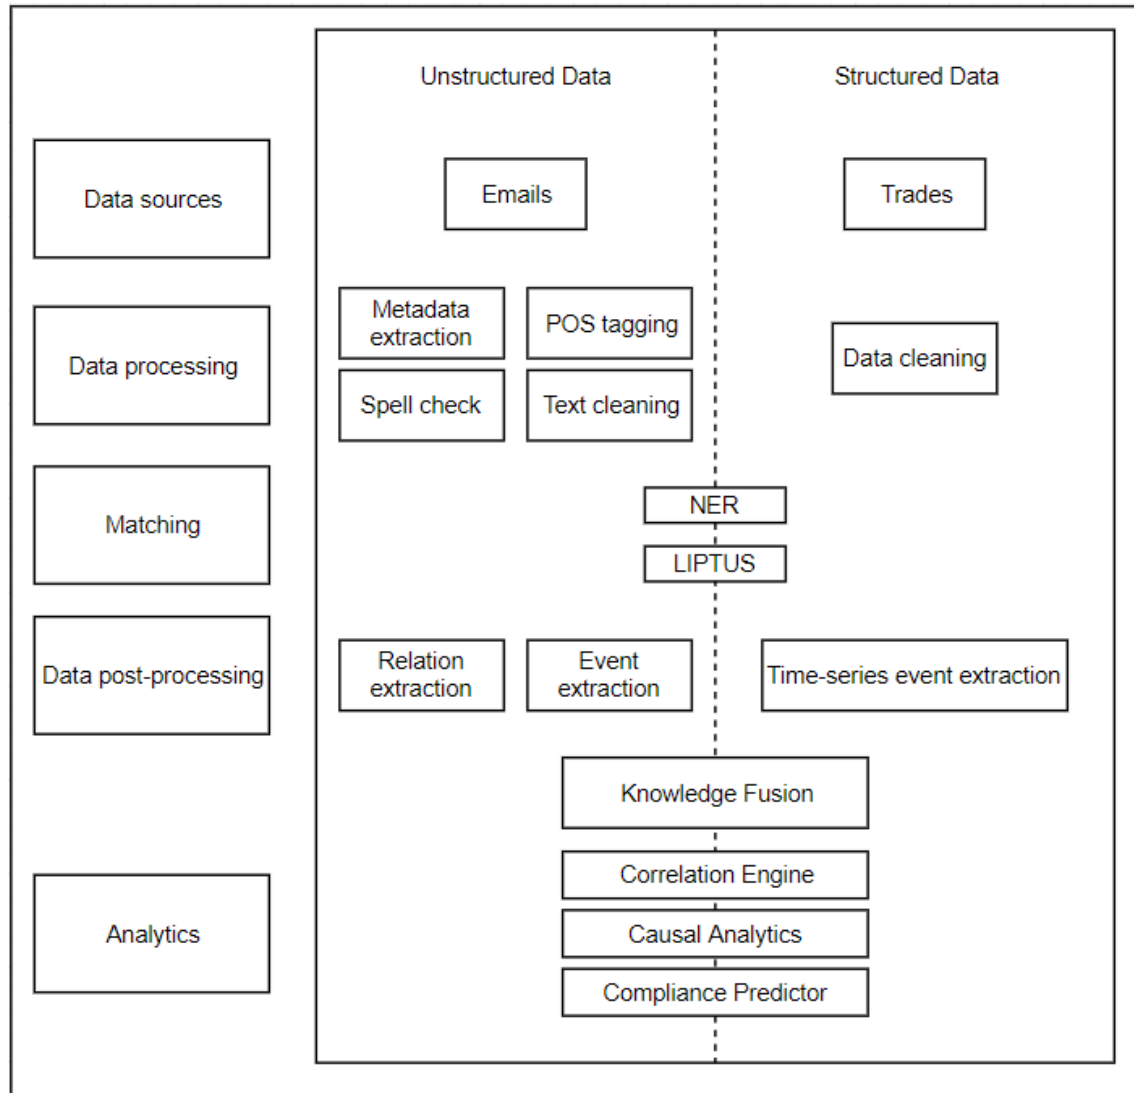 Unstructured Data
Structured Data
Data sources
Emails
Trades
Data processing
Metadata
extraction
POS tagging
Spell check
Text cleaning
Data cleaning
Matching
NER
LIPTUS
Data post-processing
Relation
extraction
Event
extraction
Time-series event extraction
Knowledge Fusion
Analytics
Correlation Engine
Causal Analytics
Compliance Predictor